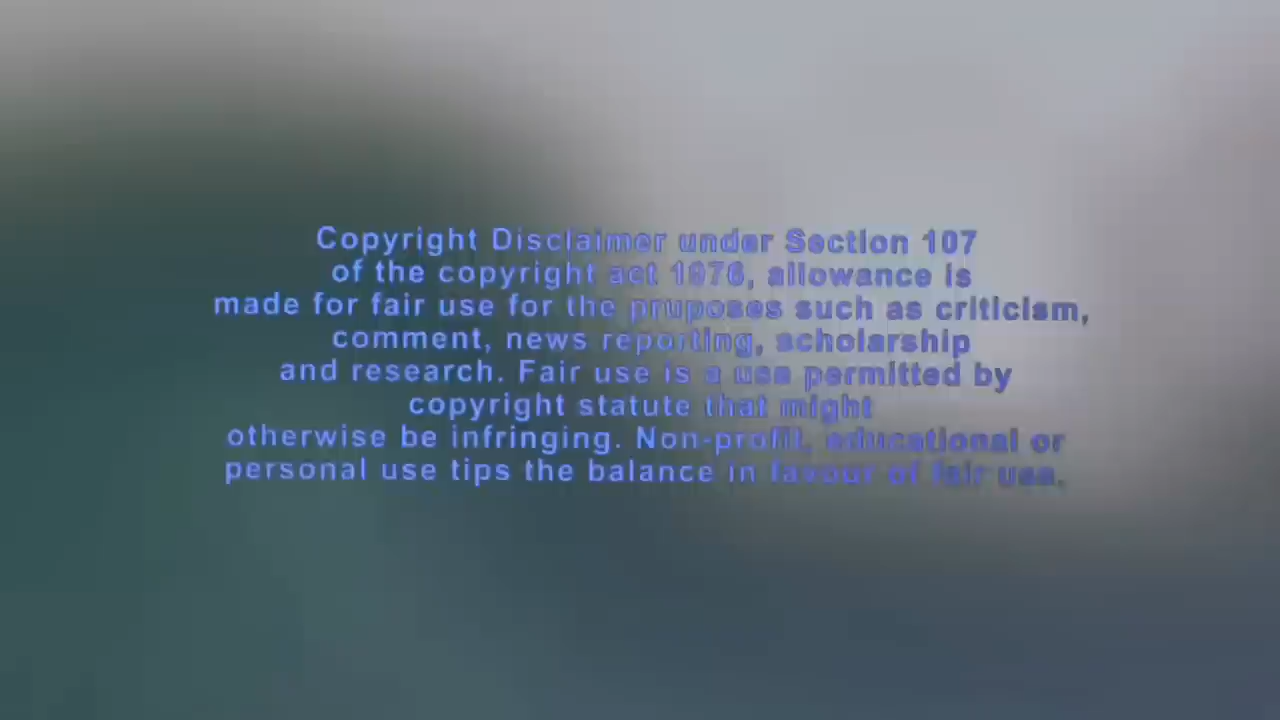 Copyright Disclaimer under Section 107
of the copyright act 1976, allowance is
made for fair use for the pruposes such as criticism,
comment, news reporting, scholarship
and research. Fair use is a use permitted by
copyright statute that might
otherwise be infringing. Non-profit, educational or
personal use tips the balance in favour of fair use.